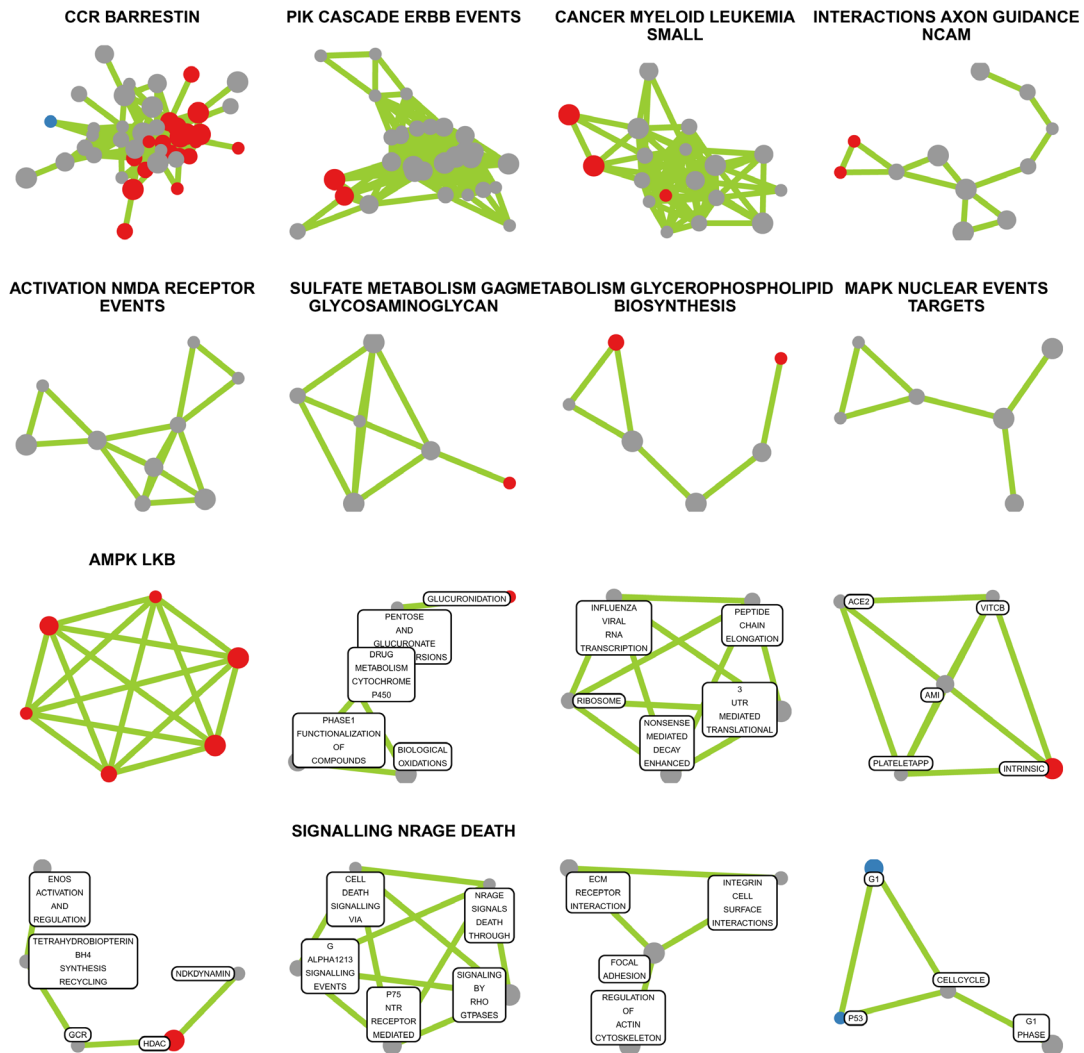 CCR BARRESTIN
PIK CASCADE ERBB EVENTS
CANCER MYELOID LEUKEMIA
SMALL
INTERACTIONS AXON GUIDANCE
NCAM
ACTIVATION NMDA RECEPTOR
EVENTS
SULFATE METABOLISM GAG
GLYCOSAMINOGLYCAN
METABOLISM GLYCEROPHOSPHOLIPID
BIOSYNTHESIS
MAPK NUCLEAR EVENTS
TARGETS
AMPK LKB
GLUCURONIDATION
PENTOSE
AND
GLUCURONATE
RSIONS
DRUG
METABOLISM
CYTOCHROME
P450
PHASE1
FUNCTIONALIZATION
OF
COMPOUNDS
BIOLOGICAL
OXIDATIONS
INFLUENZA
VIRAL
RNA
TRANSCRIPTION
PEPTIDE
CHAIN
ELONGATION
RIBOSOME
3
UTR
MEDIATED
TRANSLATIONAL
NONSENSE
MEDIATED
DECAY
ENHANCED
ACE2
VITCB
AMI
PLATELETAPP
INTRINSIC
SIGNALLING NRAGE DEATH
ENOS
ACTIVATION
AND
REGULATION
TETRAHYDROBIOPTERIN
BH4
SYNTHESIS
RECYCLING
NDKDYNAMIN
GCR
HDAC
CELL
DEATH
SIGNALLING
VIA
NRAGE
SIGNALS
DEATH
THROUGH
G
ALPHA1213
SIGNALLING
EVENTS
SIGNALING
BY
RHO
GTPASES
P75
NTR
RECEPTOR
MEDIATED
ECM
RECEPTOR
INTERACTION
INTEGRIN
CELL
SURFACE
INTERACTIONS
FOCAL
ADHESION
REGULATION
OF
ACTIN
CYTOSKELETON
G1
CELLCYCLE
P53
G1
PHASE